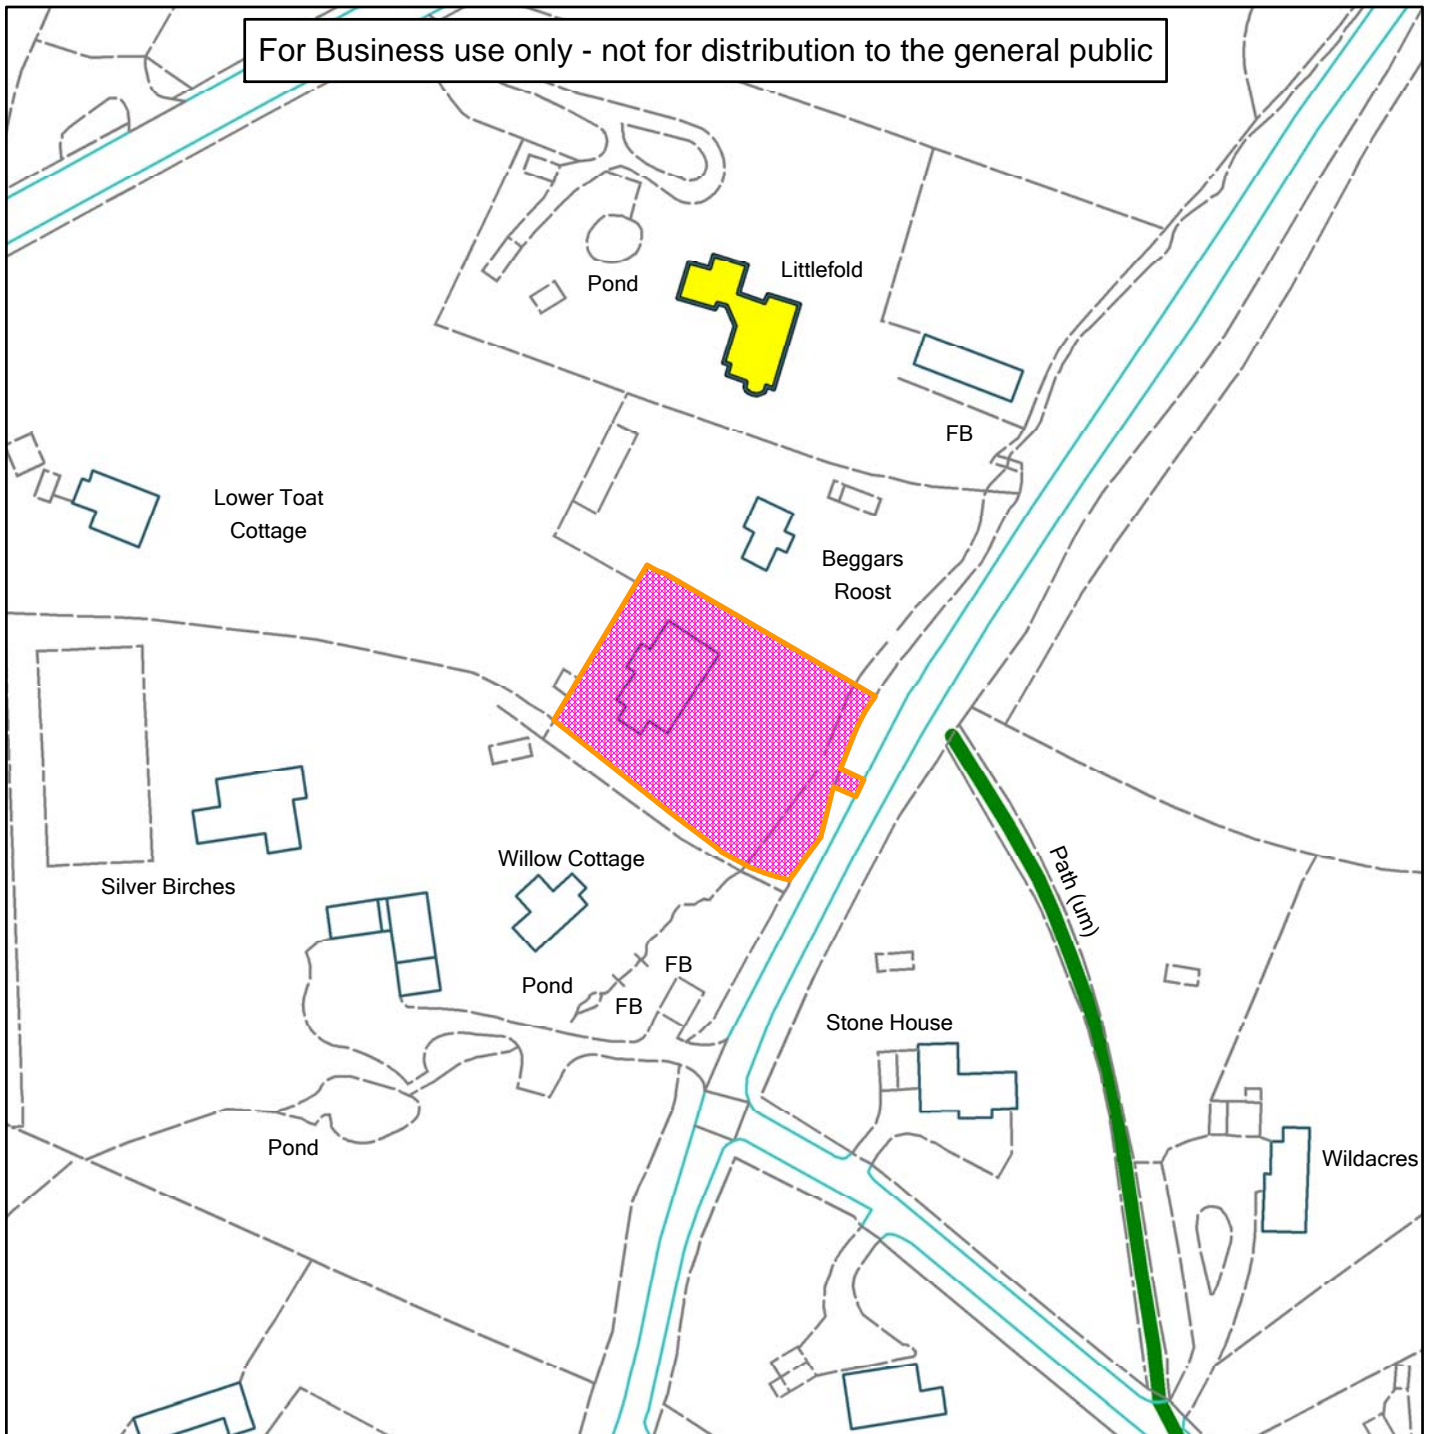 For Business use only - not for distribution to the general public
Littlefold
Pond
FB
Lower Toat
Cottage
Beggars
Roost
Willow Cottage
Silver Birches
Path (um)
FB
Pond
FB
Stone House
Pond
Wildacres